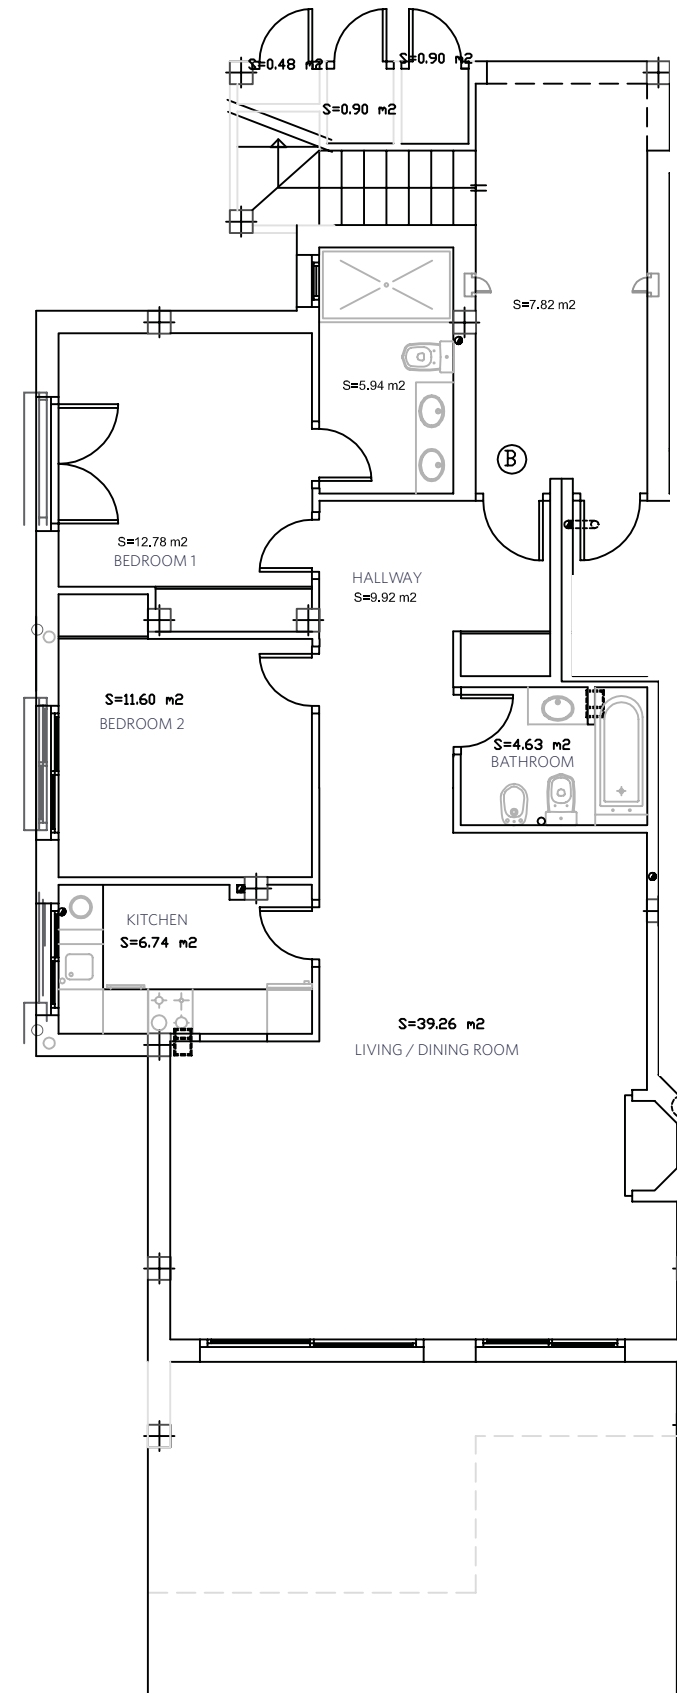 S=0.48 m2
S=0.90 m2
S=0.90 m2
S=7.82 m2
S=5.94 m2
B
S=12.78 m2
BEDROOM 1
HALLWAY
S=9.92 m2
S=11.60 m2
BEDROOM 2
S=4.63 m2
BATHROOM
KITCHEN
S=6.74 m2
S=39.26 m2
LIVING / DINING ROOM